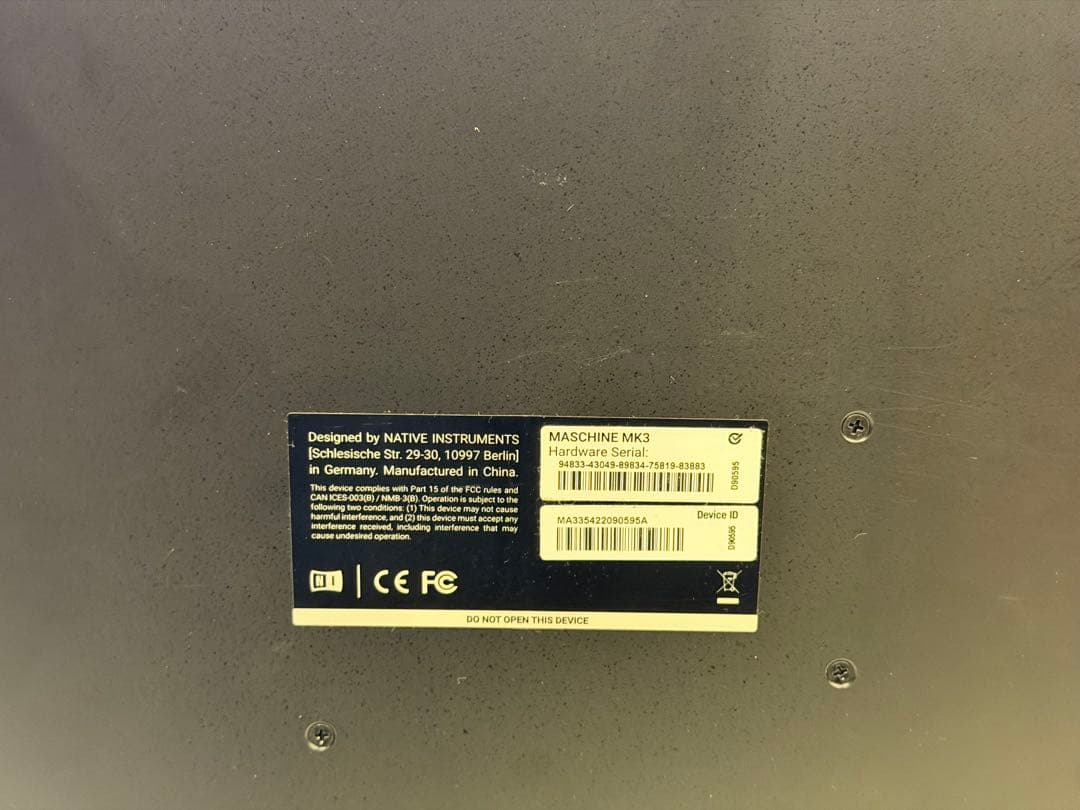 Designed by NATIVE INSTRUMENTS
[Schlesische Str. 29-30, 10997 Berlin]
in Germany. Manufactured in China.
This device complies with Part 15 of the FCC rules and
CAN ICES-003(B) / NMB-3(B). Operation is subject to the
following two conditions: (1) This device may not cause
harmful interference, and (2) this device must accept any
interference received, including interference that may
cause undesired operation.
NI
CE FC
MASCHINE MK3
Hardware Serial:
94833-43049-89834-75819-83883
D90595
Device ID
MA335422090595A
D90595
DO NOT OPEN THIS DEVICE